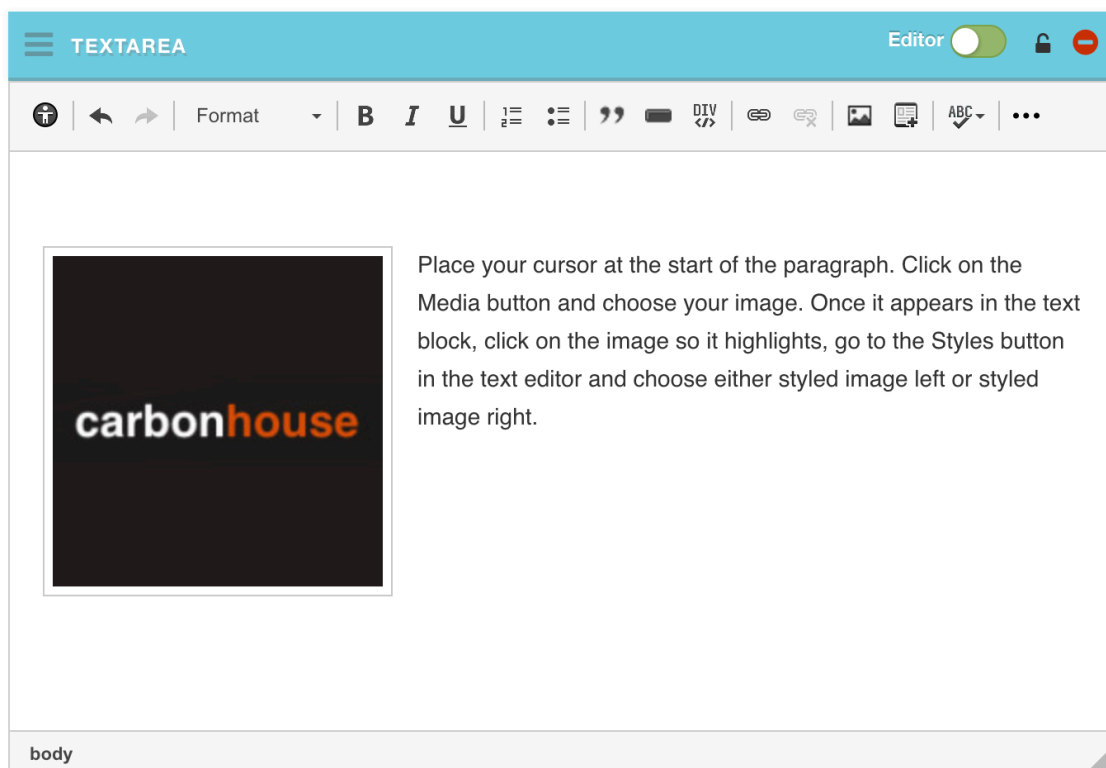 TEXTAREA
Editor
Format
B I U
DIV
ABC
Place your cursor at the start of the paragraph. Click on the
Media button and choose your image. Once it appears in the text
block, click on the image so it highlights, go to the Styles button
in the text editor and choose either styled image left or styled
image right.
carbonhouse
body